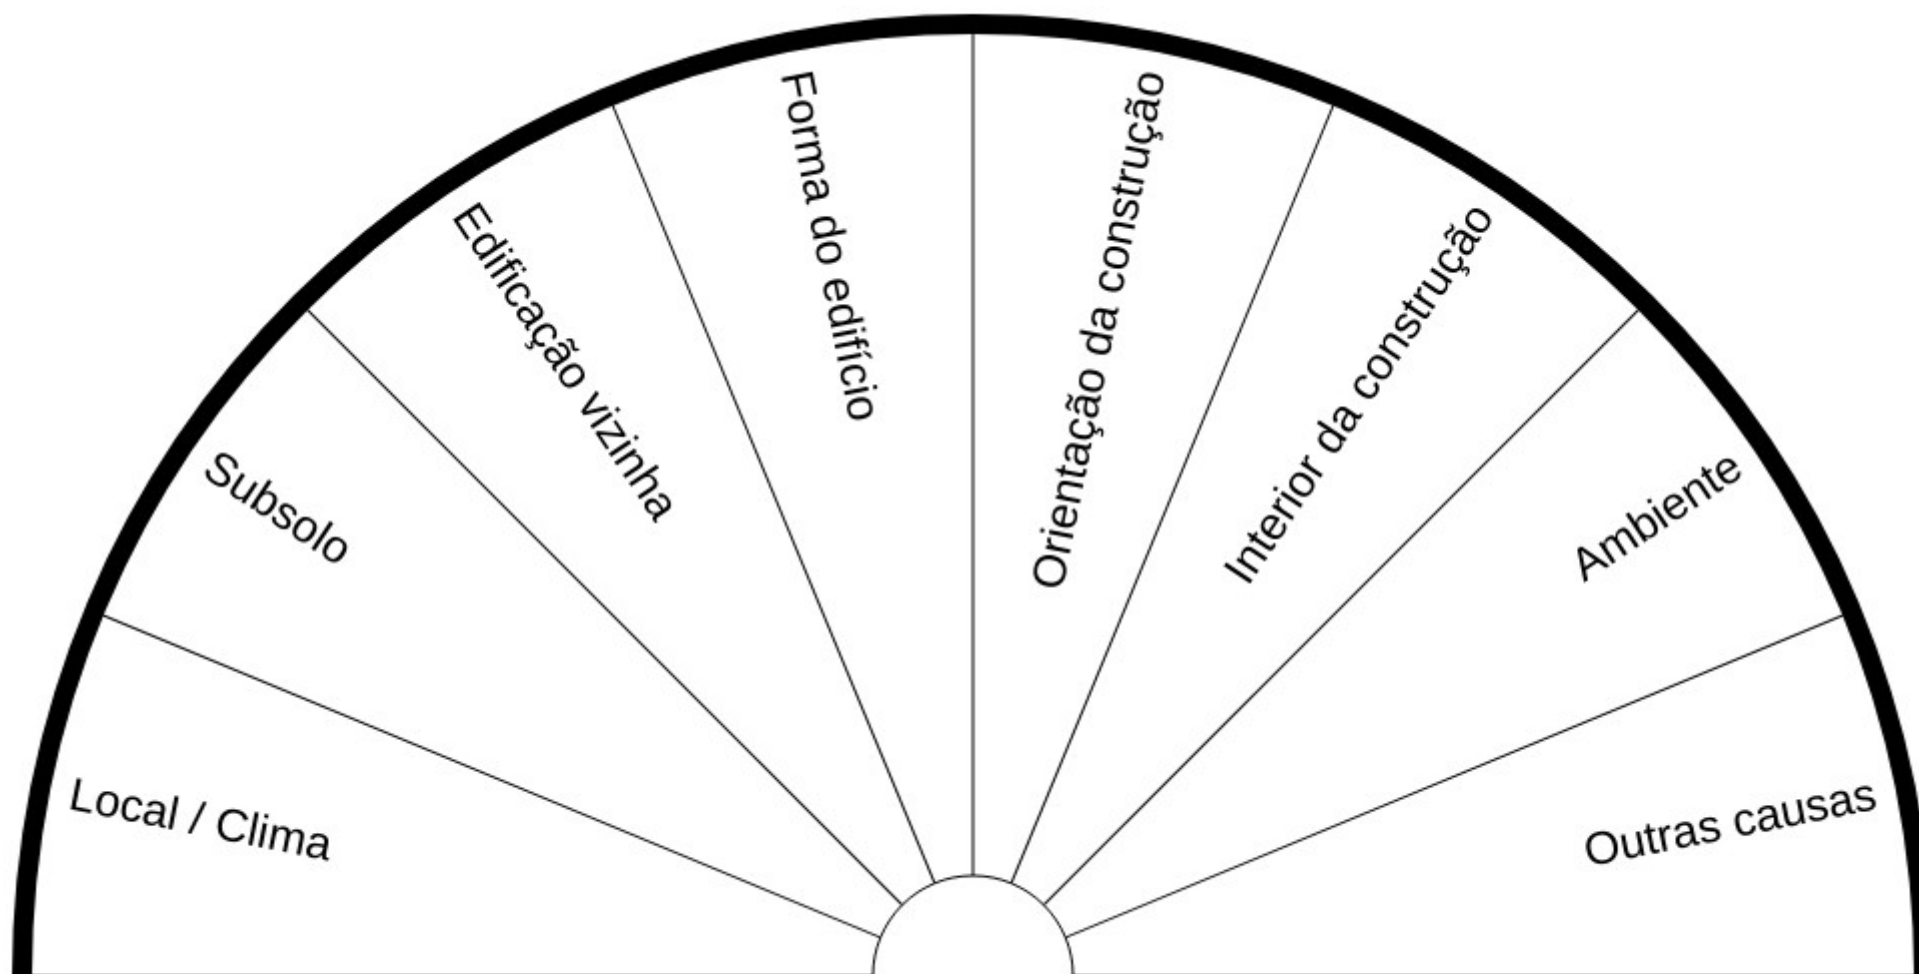 Local / Clima
Subsolo
Edificação vizinha
Forma do edifício
Orientação da construção
Interior da construção
Ambiente
Outras causas